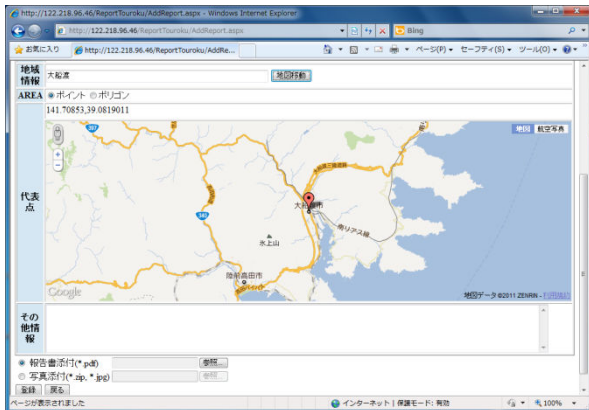 http://122.218.96.46/ReportTouroku/AddReport.aspx - Windows Internet Explorer
http://122.218.96.46/ReportTouroku/AddReport.aspx
Bing
お気に入り
http://122.218.96.46/ReportTouroku/AddRe...
ページ(P)
セーフティ(S)
ツール(O)
地域情報
大船渡
地図移動
AREA
ポイント
ポリゴン
141.70853,39.0819011
代表点
地図
航空写真
大船渡市
南リアス線
氷上山
陸前高田市
Google
地図データ ©2011 ZENRIN -
その他情報
報告書添付(*.pdf)
参照...
写真添付(*.zip, *.jpg)
参照...
登録
戻る
ページが表示されました
インターネット | 保護モード: 有効
100%